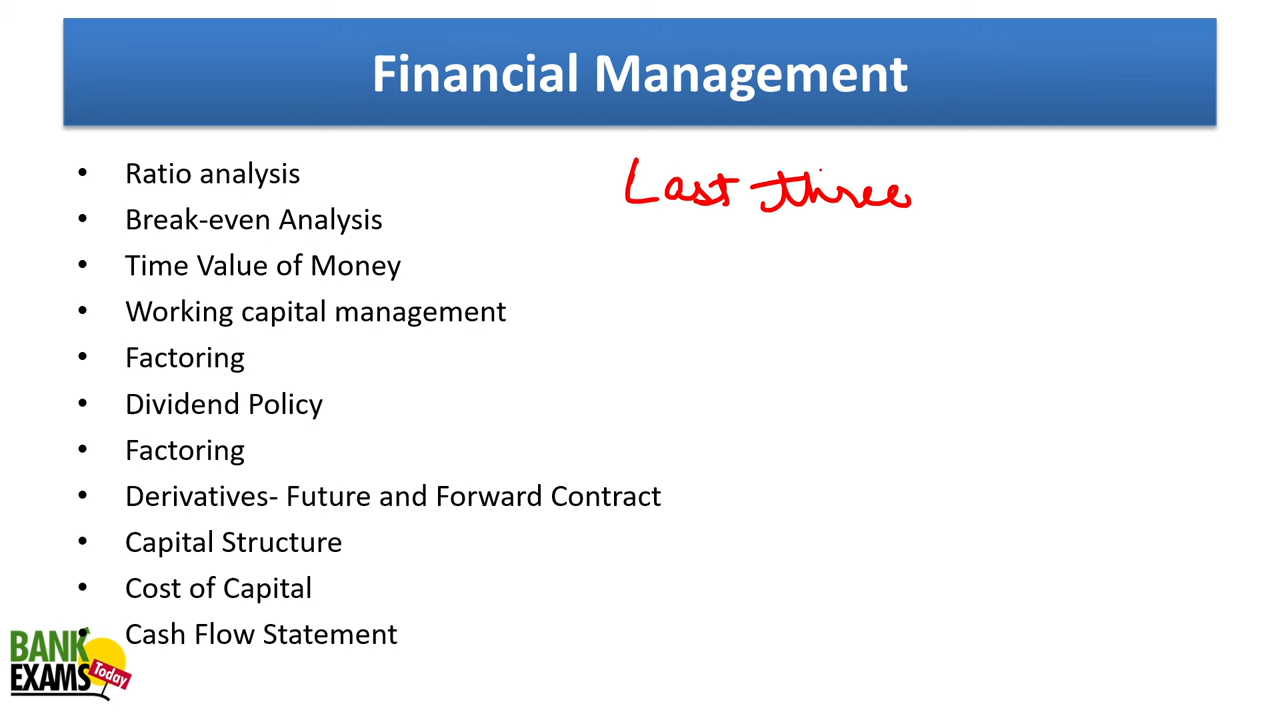 Financial Management
• Ratio analysis
Last three
• Break-even Analysis
• Time Value of Money
• Working capital management
• Factoring
• Dividend Policy
• Factoring
• Derivatives- Future and Forward Contract
• Capital Structure
• Cost of Capital
• Cash Flow Statement
BANK
EXAMS
Today